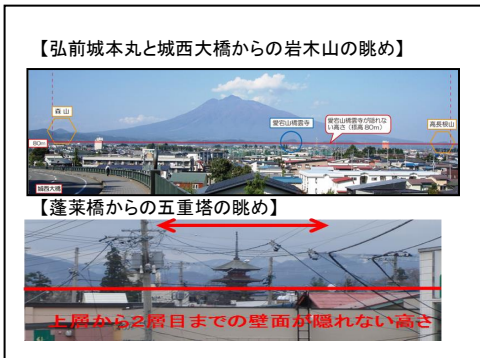 【弘前城本丸と城西大橋からの岩木山の眺め】
森山
愛宕山橋雲寺
愛宕山橋雲寺が隠れな
い高さ(標高80m)
高長根山
80m
城西大橋
【蓬莱橋からの五重塔の眺め】
上層から2層目までの壁面が隠れない高さ